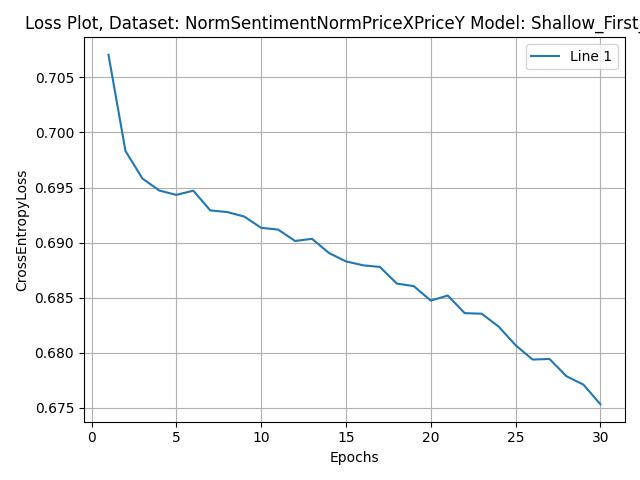 Loss Plot, Dataset: NormSentimentNormPriceXPriceY Model: Shallow_First_
Line 1
0.705
0.700
0.695
0.690
0.685
0.680
0.675
CrossEntropyLoss
0 5 10 15 20 25 30
Epochs